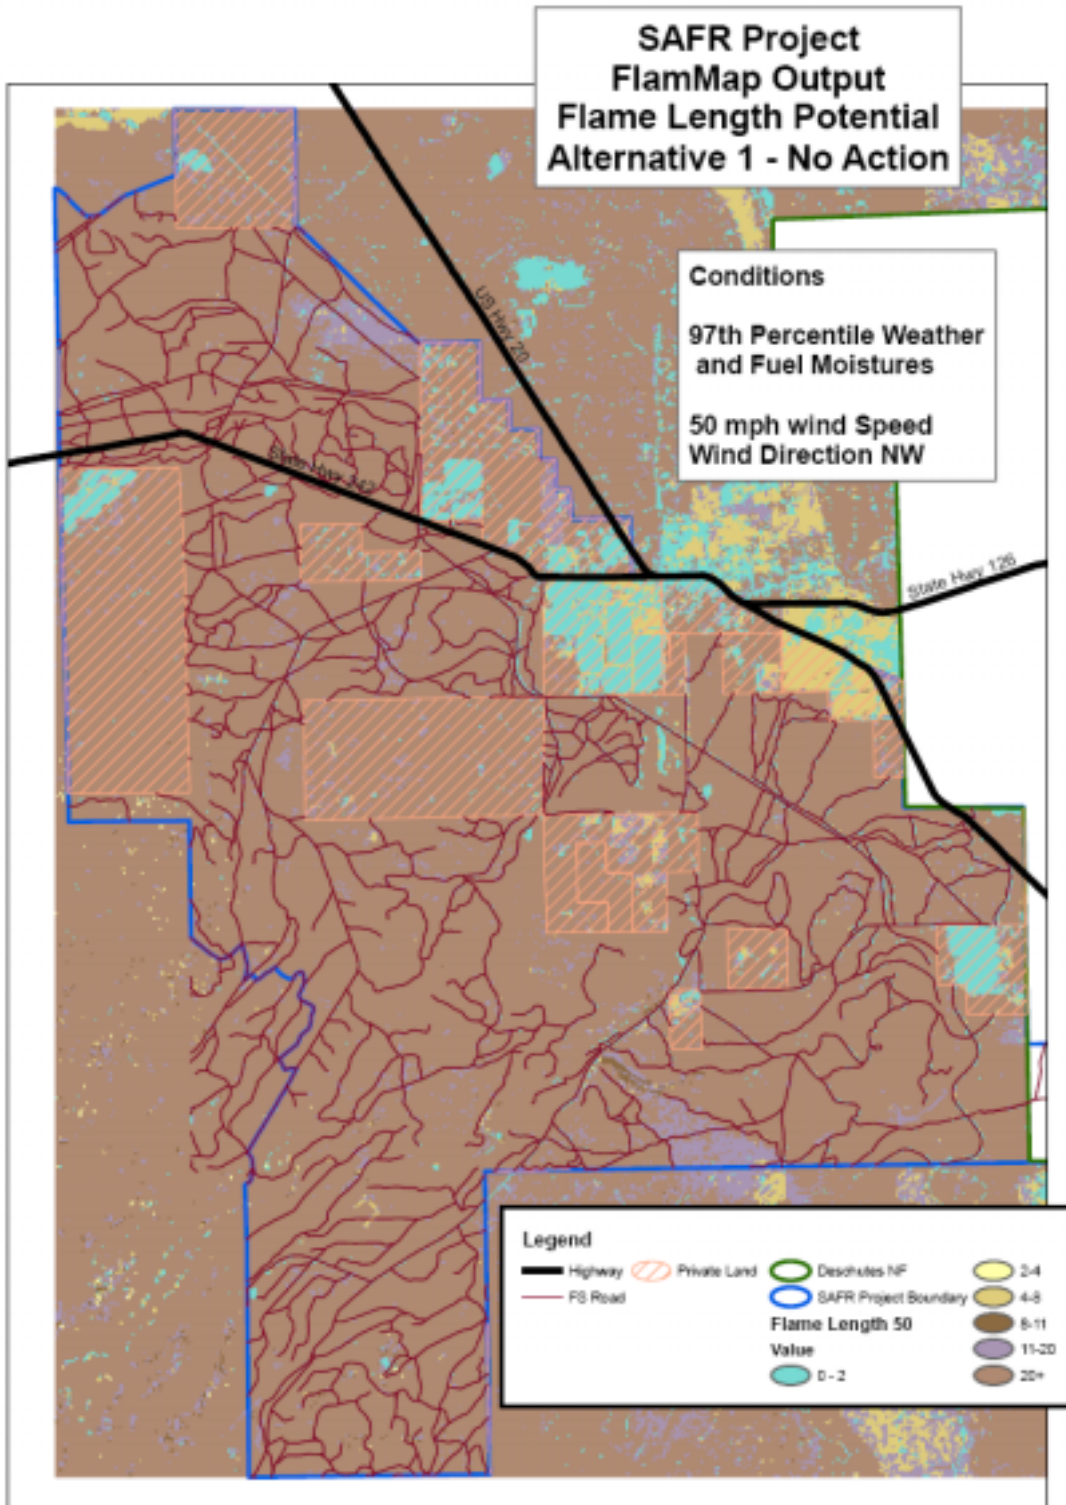 SAFR Project
FlamMap Output
Flame Length Potential
Alternative 1 - No Action
Conditions
97th Percentile Weather
and Fuel Moistures
50 mph wind Speed
Wind Direction NW
US Hwy 20
State Hwy 242
State Hwy 126
Legend
Highway
Private Land
Deschutes NF
2-4
FS Road
SAFR Project Boundary
4-8
Flame Length 50
8-11
Value
11-20
0 - 2
20+